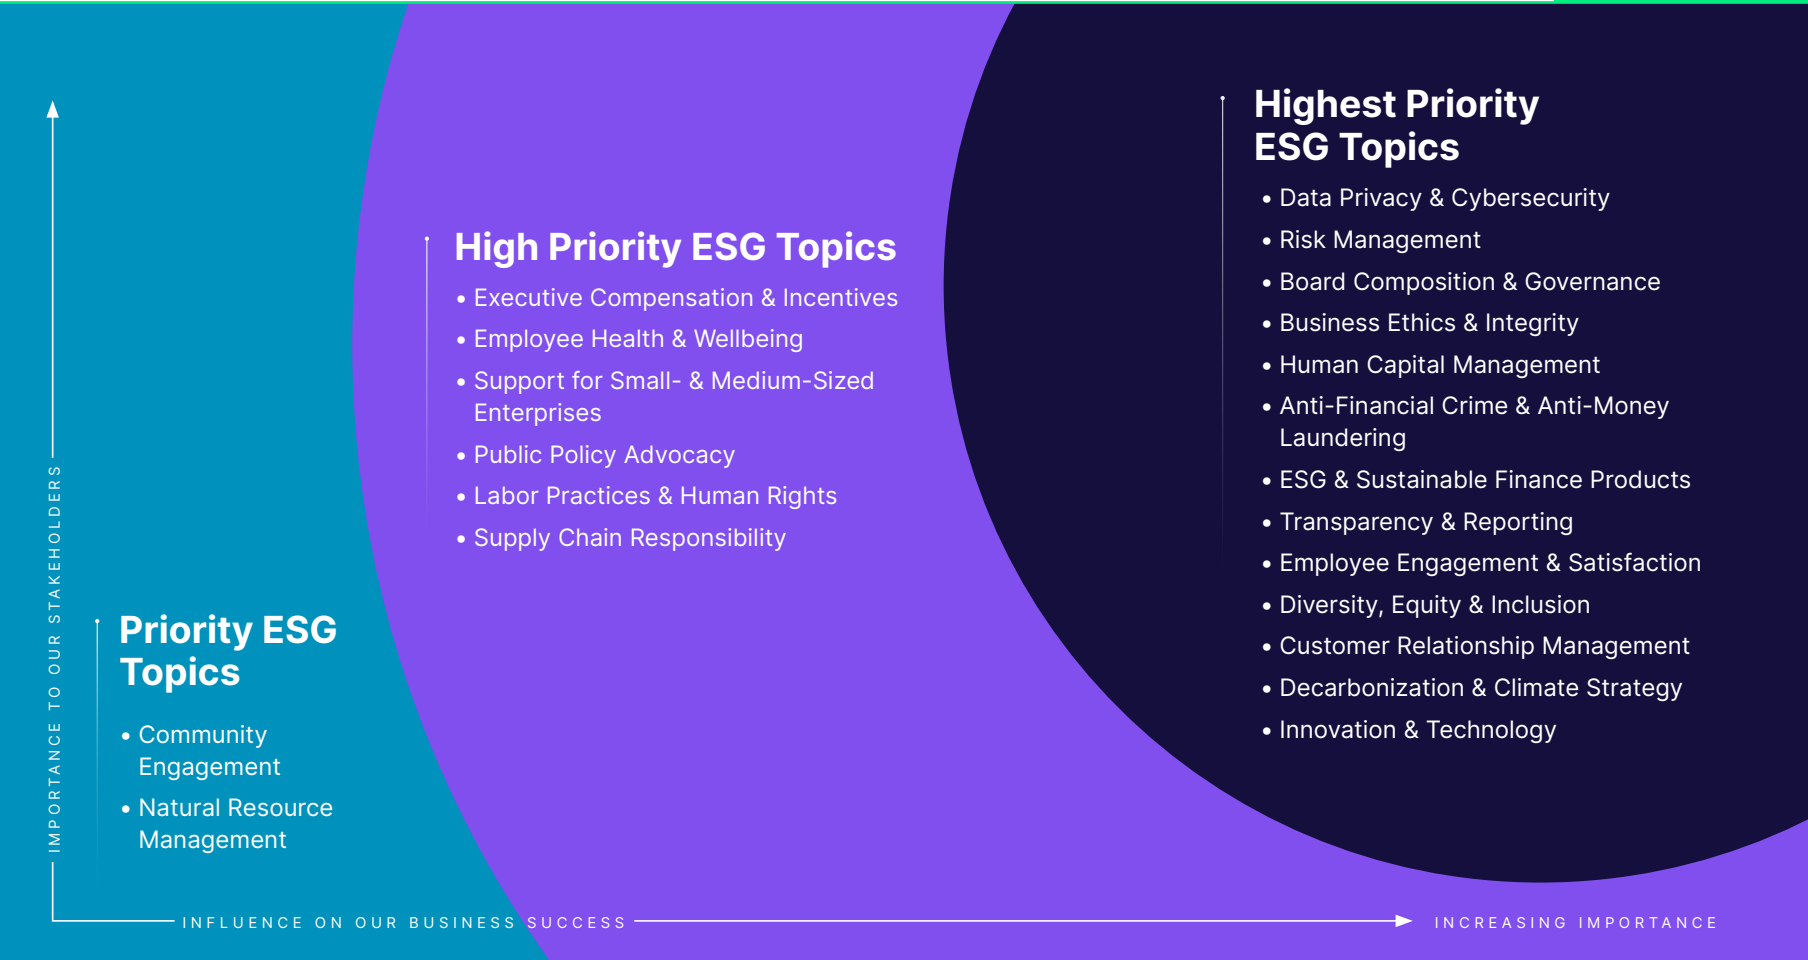 Highest Priority
ESG Topics
• Data Privacy & Cybersecurity
• Risk Management
• Board Composition & Governance
• Business Ethics & Integrity
• Human Capital Management
• Anti-Financial Crime & Anti-Money
Laundering
• ESG & Sustainable Finance Products
• Transparency & Reporting
• Employee Engagement & Satisfaction
• Diversity, Equity & Inclusion
• Customer Relationship Management
• Decarbonization & Climate Strategy
• Innovation & Technology
High Priority ESG Topics
• Executive Compensation & Incentives
• Employee Health & Wellbeing
• Support for Small- & Medium-Sized
Enterprises
• Public Policy Advocacy
• Labor Practices & Human Rights
• Supply Chain Responsibility
Priority ESG
Topics
• Community
Engagement
• Natural Resource
Management
IMPORTANCE TO OUR STAKEHOLDERS
INFLUENCE ON OUR BUSINESS SUCCESS
INCREASING IMPORTANCE